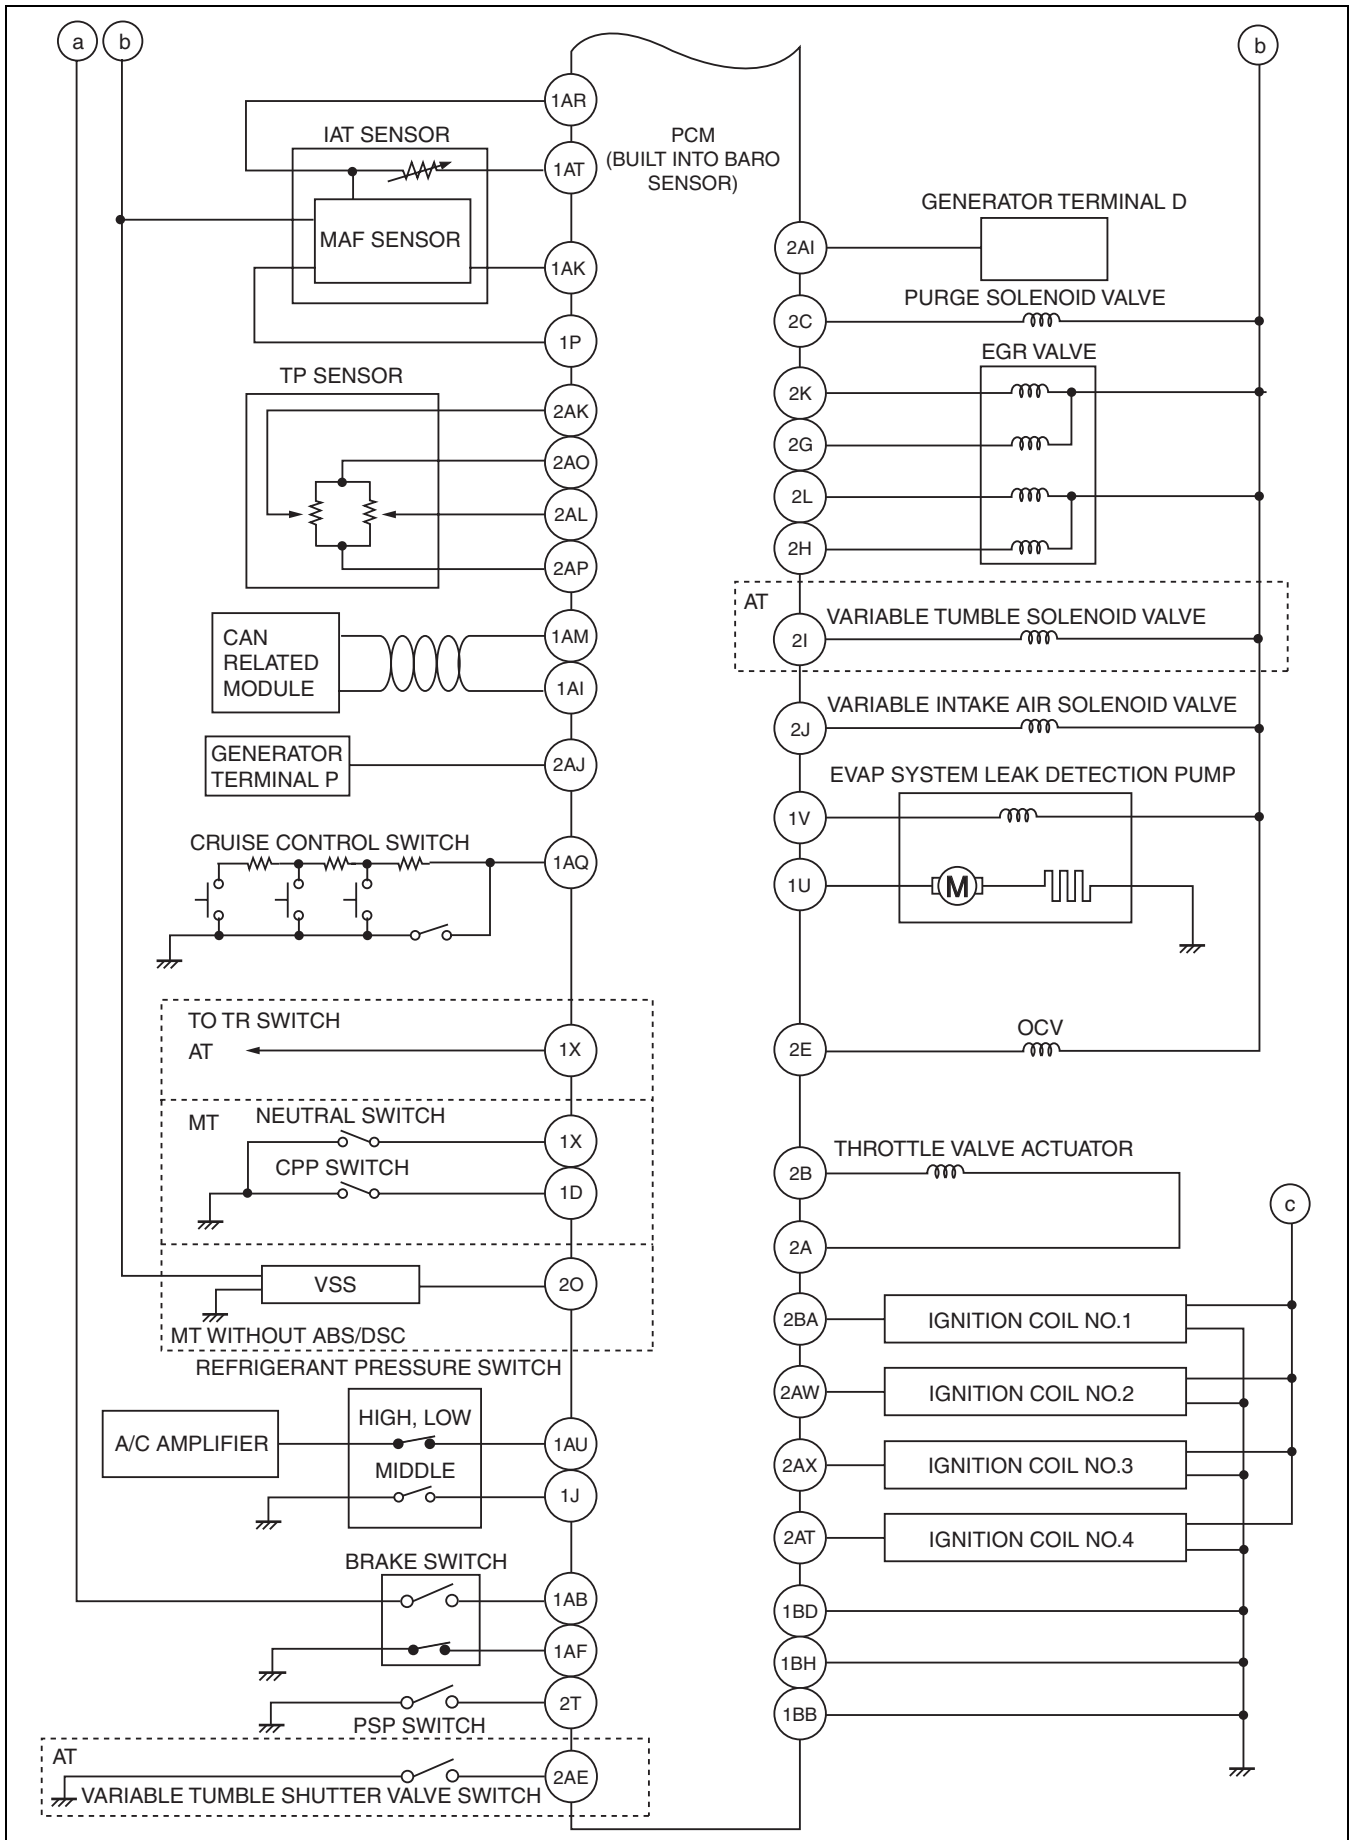 a
b
b
1AR
IAT SENSOR
1AT
PCM
(BUILT INTO BARO
SENSOR)
MAF SENSOR
1AK
1P
TP SENSOR
2AK
2AO
2AL
2AP
CAN
RELATED
MODULE
1AM
1AI
GENERATOR
TERMINAL P
2AJ
CRUISE CONTROL SWITCH
1AQ
TO TR SWITCH
AT
1X
MT
NEUTRAL SWITCH
1X
CPP SWITCH
1D
VSS
2O
MT WITHOUT ABS/DSC
REFRIGERANT PRESSURE SWITCH
A/C AMPLIFIER
HIGH, LOW
1AU
MIDDLE
1J
BRAKE SWITCH
1AB
1AF
2T
PSP SWITCH
AT
2AE
VARIABLE TUMBLE SHUTTER VALVE SWITCH
GENERATOR TERMINAL D
2AI
PURGE SOLENOID VALVE
2C
EGR VALVE
2K
2G
2L
2H
AT
VARIABLE TUMBLE SOLENOID VALVE
2I
VARIABLE INTAKE AIR SOLENOID VALVE
2J
EVAP SYSTEM LEAK DETECTION PUMP
1V
1U
M
OCV
2E
THROTTLE VALVE ACTUATOR
2B
2A
c
2BA
IGNITION COIL NO.1
2AW
IGNITION COIL NO.2
2AX
IGNITION COIL NO.3
2AT
IGNITION COIL NO.4
1BD
1BH
1BB